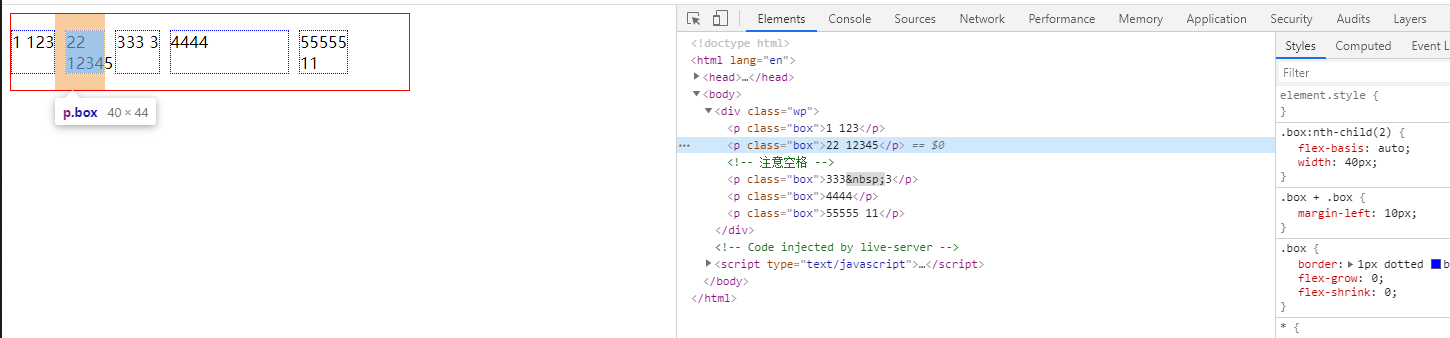 1 123
22
12345
333 3
4444
55555
11
p.box 40 × 44
Elements Console Sources Network Performance Memory Application Security Audits Layers
<!doctype html>
<html lang="en">
<head>…</head>
<body>
<div class="wp">
<p class="box">1 123</p>
<p class="box">22 12345</p> == $0
<!-- 注意空格 -->
<p class="box">333&nbsp;3</p>
<p class="box">4444</p>
<p class="box">55555 11</p>
</div>
<!-- Code injected by live-server -->
<script type="text/javascript">…</script>
</body>
</html>
Styles Computed Event L
Filter
element.style {
}
.box:nth-child(2) {
flex-basis: auto;
width: 40px;
}
.box + .box {
margin-left: 10px;
}
.box {
border: 1px dotted b
flex-grow: 0;
flex-shrink: 0;
}
* {